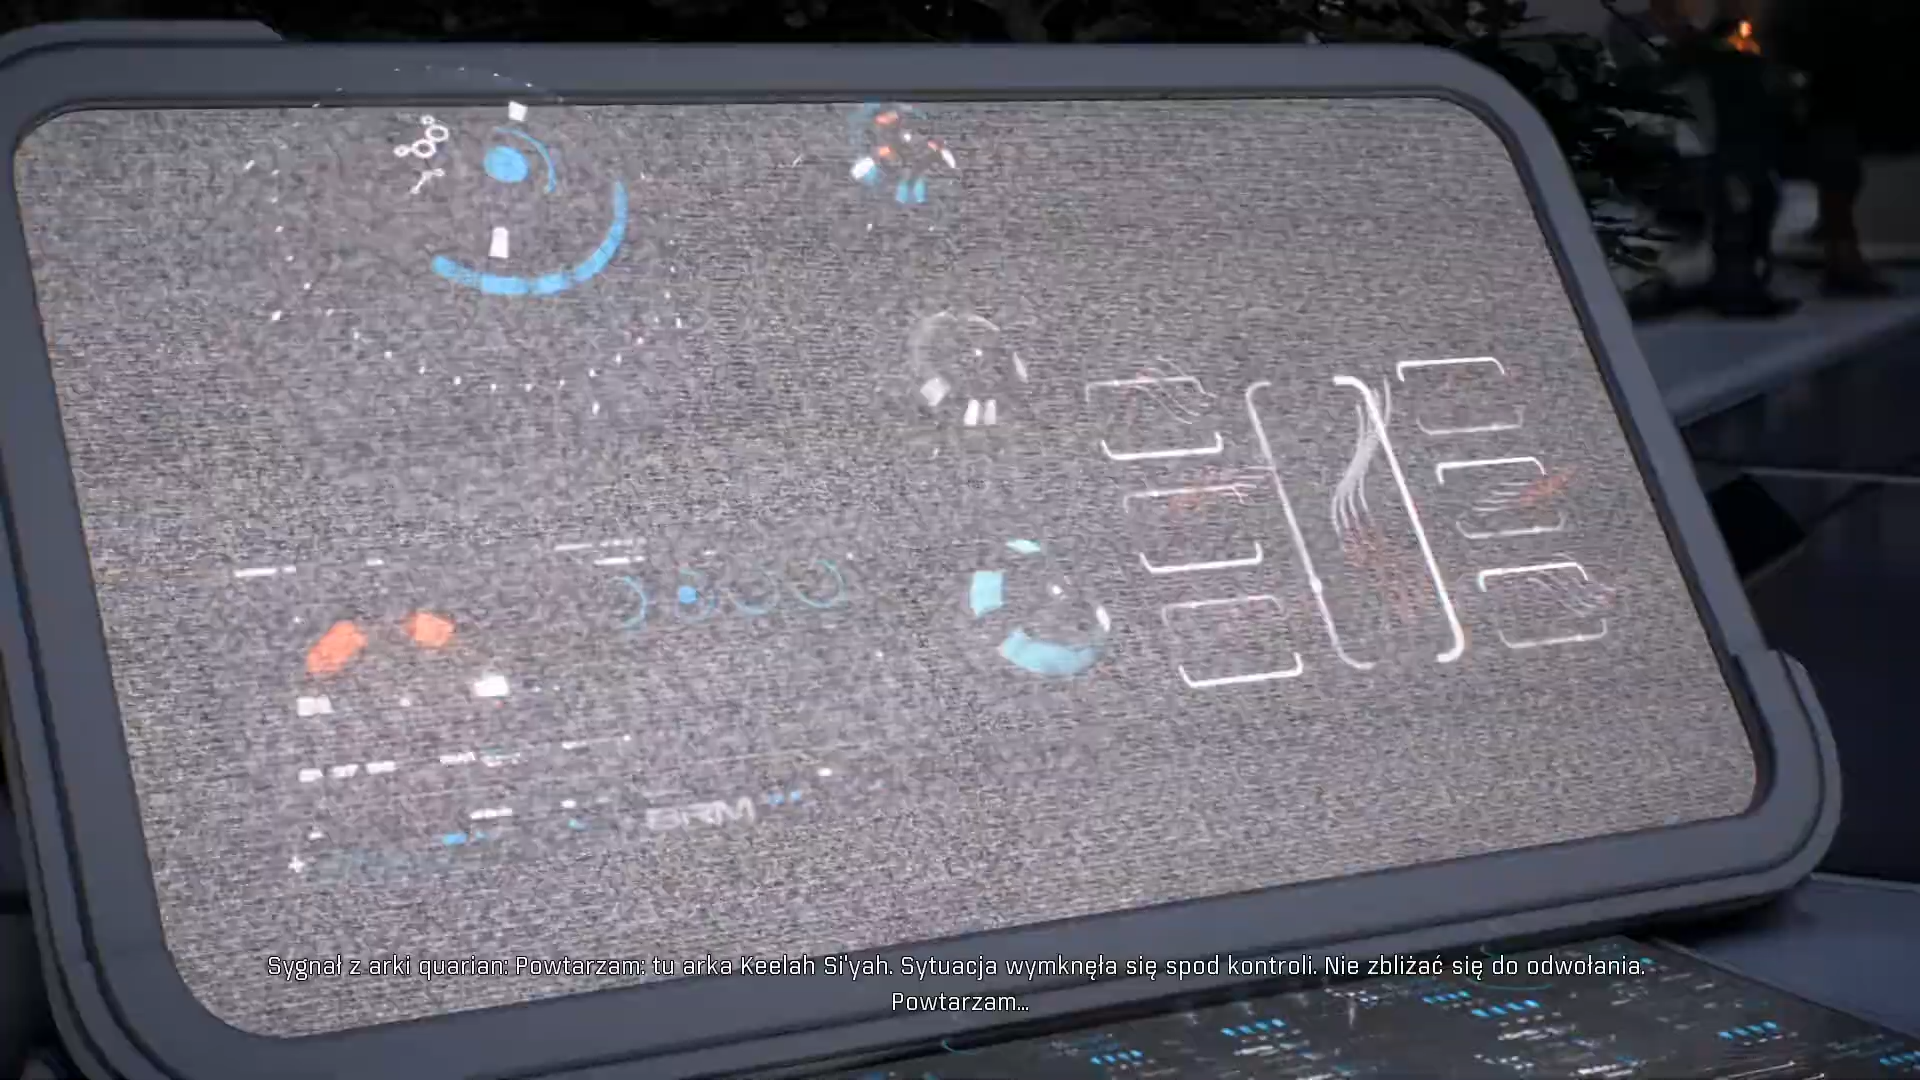 Sygnał z arki quarian: Powtarzam: tu arka Keelah Si'yah. Sytuacja wymknęła się spod kontroli. Nie zbliżać się do odwołania.
Powtarzam...